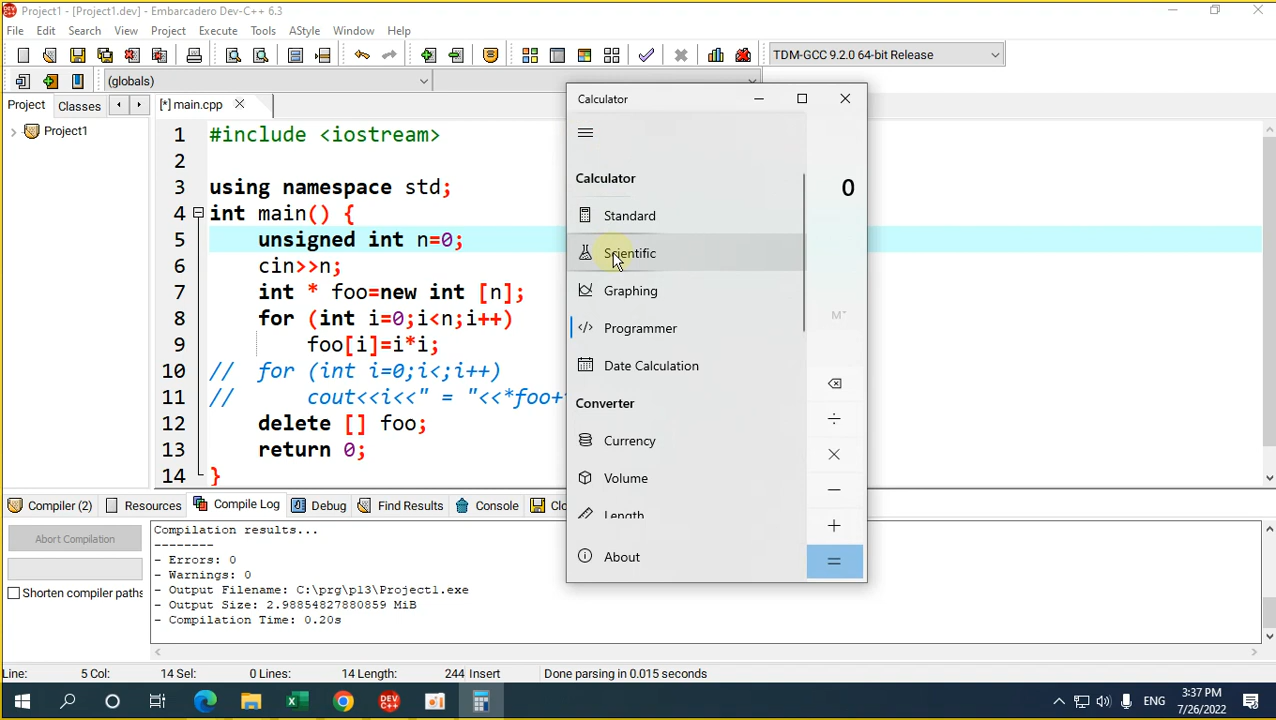 Project1 - [Project1.dev] - Embarcadero Dev-C++ 6.3
File Edit Search View Project Execute Tools AStyle Window Help
TDM-GCC 9.2.0 64-bit Release
(globals)
Project Classes
[*] main.cpp
Project1
1 #include <iostream>
2
3 using namespace std;
4 int main() {
5 unsigned int n=0;
6 cin>>n;
7 int * foo=new int [n];
8 for (int i=0;i<n;i++)
9 foo[i]=i*i;
10 // for (int i=0;i<;i++)
11 // cout<<i<<" = "<<*foo+
12 delete [] foo;
13 return 0;
14 }
Calculator
Calculator
Standard
Scientific
Graphing
Programmer
Date Calculation
Converter
Currency
Volume
Length
About
0
Compiler (2) Resources Compile Log Debug Find Results Console Clo
Abort Compilation
Shorten compiler paths
Compilation results...
--------
- Errors: 0
- Warnings: 0
- Output Filename: C:\prg\p13\Project1.exe
- Output Size: 2.98854827880859 MiB
- Compilation Time: 0.20s
Line: 5 Col: 14 Sel: 0 Lines: 14 Length: 244 Insert Done parsing in 0.015 seconds
ENG
3:37 PM
7/26/2022